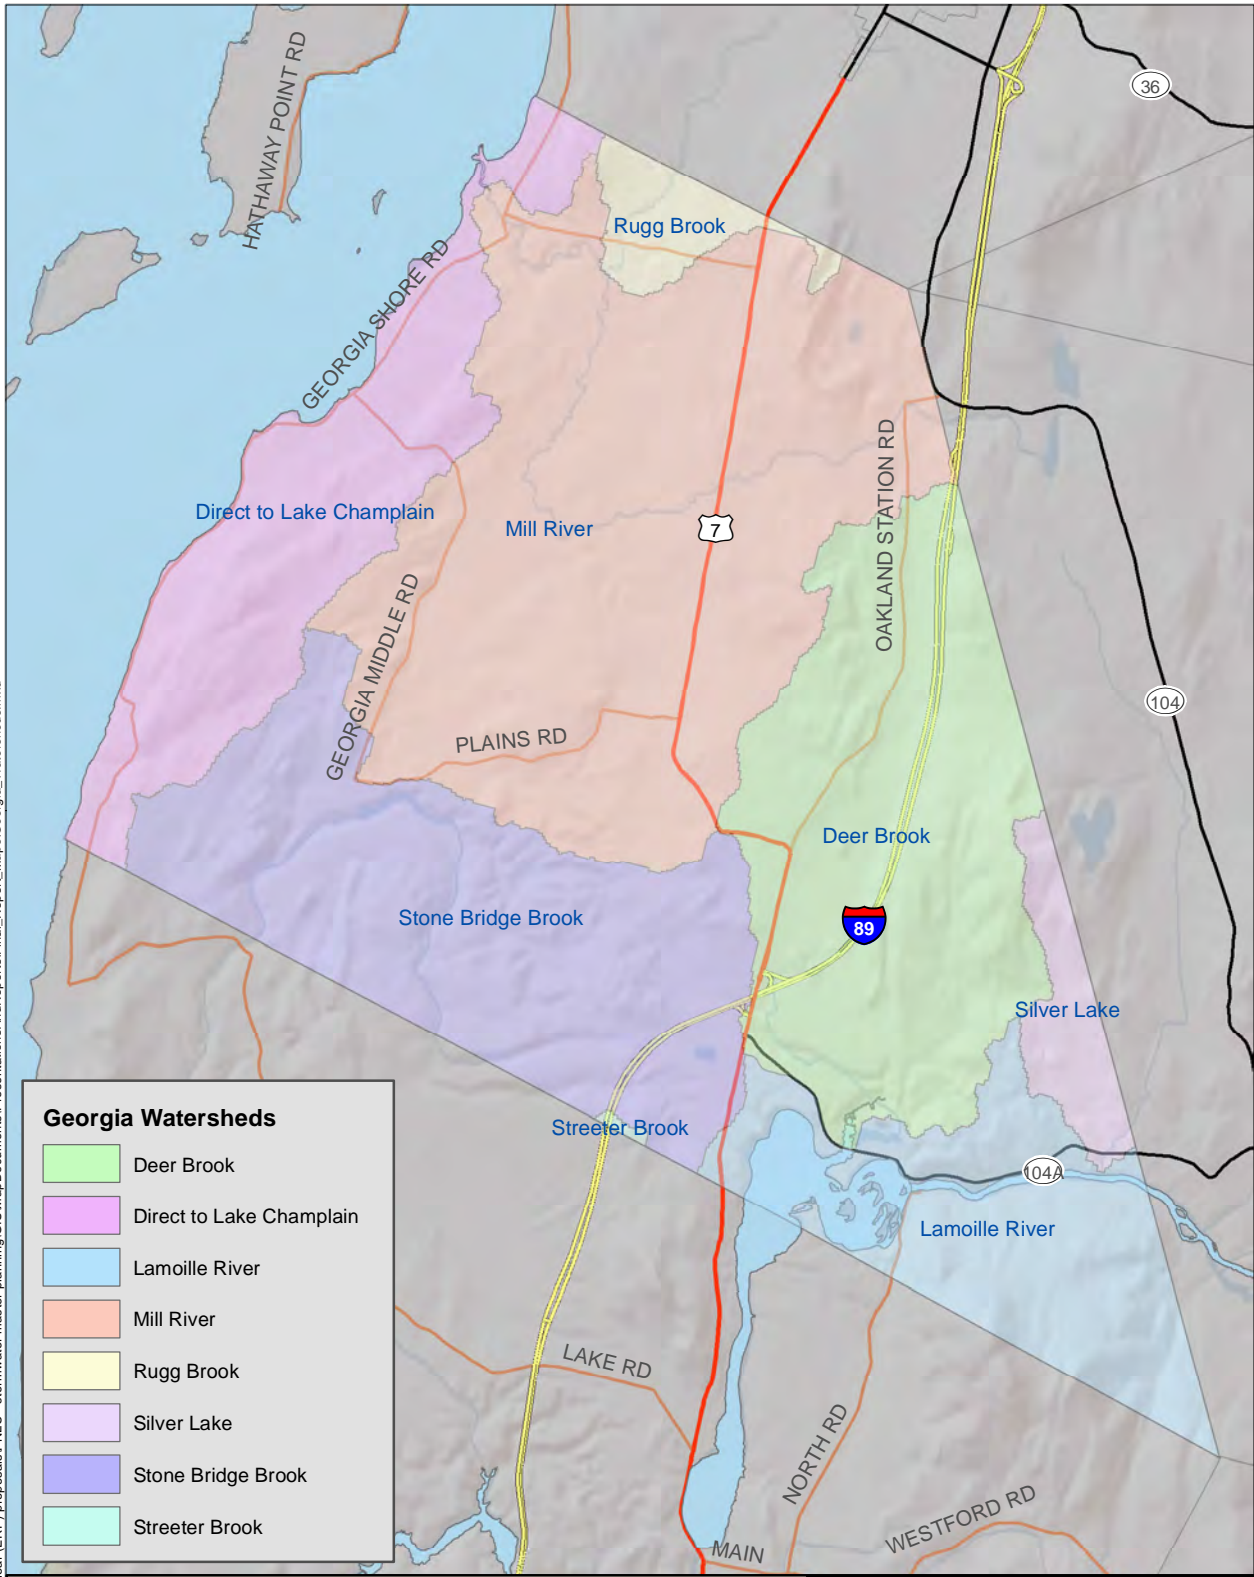 HATHAWAY POINT RD
36
Rugg Brook
GEORGIA SHORE RD
Direct to Lake Champlain
Mill River
7
OAKLAND STATION RD
GEORGIA MIDDLE RD
104
PLAINS RD
Deer Brook
Stone Bridge Brook
89
Silver Lake
Streeter Brook
104A
Lamoille River
LAKE RD
NORTH RD
WESTFORD RD
MAIN
Georgia Watersheds
Deer Brook
Direct to Lake Champlain
Lamoille River
Mill River
Rugg Brook
Silver Lake
Stone Bridge Brook
Streeter Brook